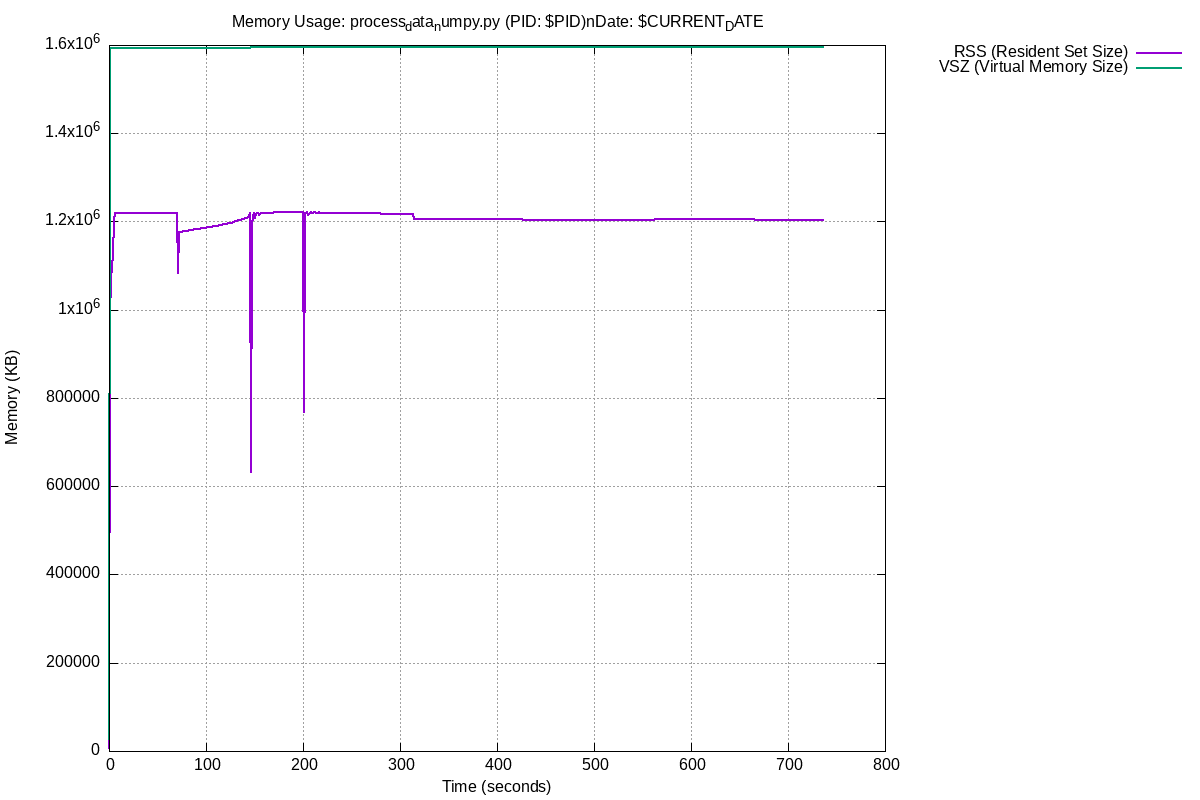 Memory Usage: process_data_numpy.py (PID: $PID)nDate: $CURRENT_DATE
RSS (Resident Set Size)
VSZ (Virtual Memory Size)
1.6x10^6
1.4x10^6
1.2x10^6
1x10^6
800000
600000
400000
200000
0
Memory (KB)
0 100 200 300 400 500 600 700 800
Time (seconds)